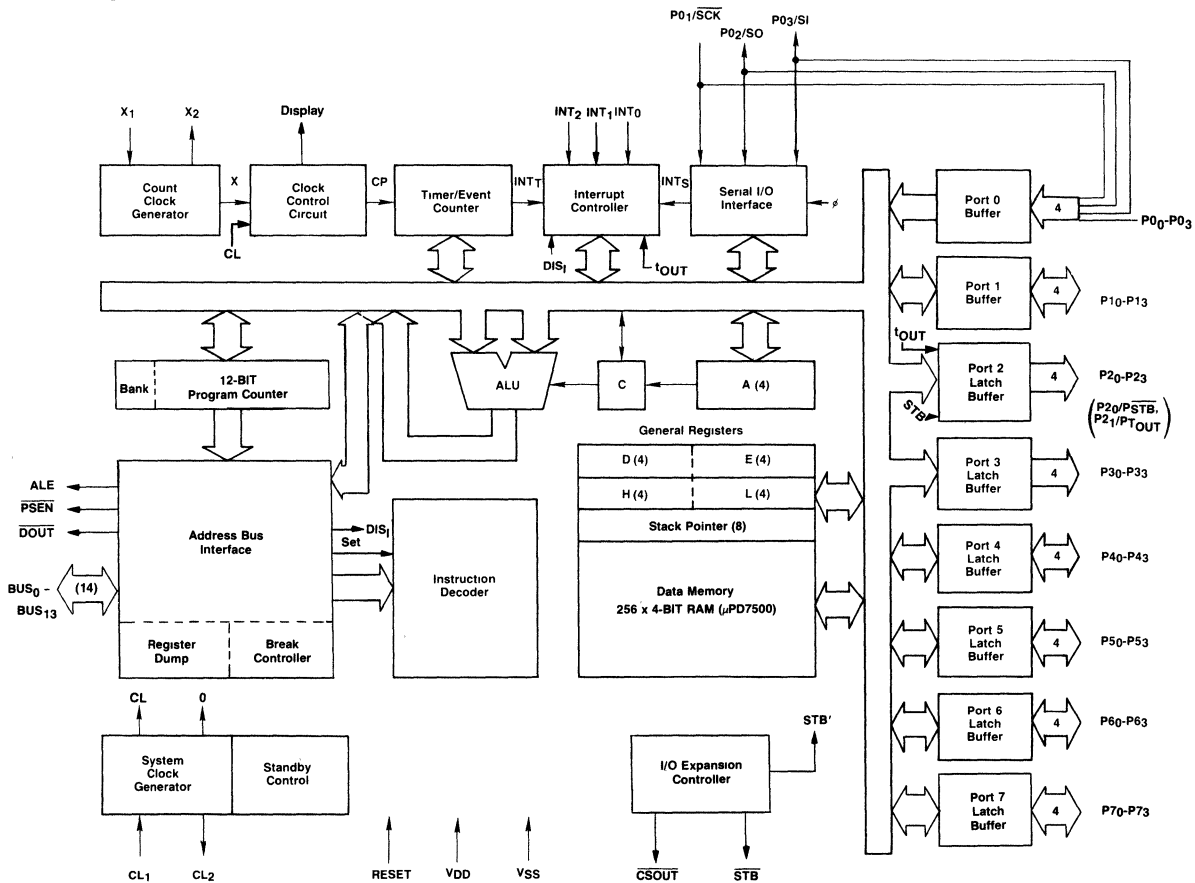 P01/SCK
P02/SO
P03/SI
X1
X2
Display
INT2
INT1
INT0
Count
Clock
Generator
X
CL
Clock
Control
Circuit
CP
Timer/Event
Counter
INTT
Interrupt
Controller
INTS
Serial I/O
Interface
ø
DISI
tOUT
Port 0
Buffer
4
P00-P03
Port 1
Buffer
4
P10-P13
tOUT
Port 2
Latch
Buffer
STB
4
P20-P23
(P20/PSTB,
P21/PTOUT)
Bank
12-BIT
Program Counter
ALU
C
A (4)
General Registers
D (4)
E (4)
H (4)
L (4)
Stack Pointer (8)
Data Memory
256 x 4-BIT RAM (µPD7500)
Port 3
Latch
Buffer
4
P30-P33
ALE
PSEN
DOUT
BUS0 –
BUS13
(14)
Address Bus
Interface
DISI
Set
Register
Dump
Break
Controller
Instruction
Decoder
Port 4
Latch
Buffer
4
P40-P43
Port 5
Latch
Buffer
4
P50-P53
Port 6
Latch
Buffer
4
P60-P63
Port 7
Latch
Buffer
4
P70-P73
CL
0
System
Clock
Generator
Standby
Control
CL1
CL2
RESET
VDD
VSS
I/O Expansion
Controller
STB'
CSOUT
STB